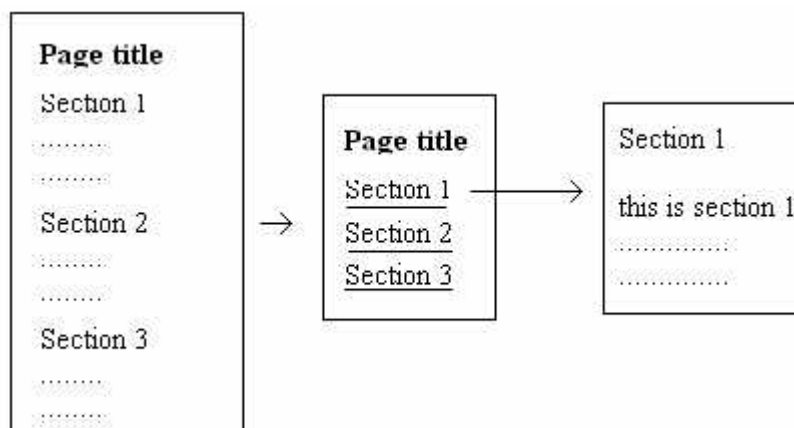 Page title
Section 1
........
........
Section 2
........
........
Section 3
........
........
Page title
Section 1
Section 2
Section 3
Section 1
this is section 1
..............
..............